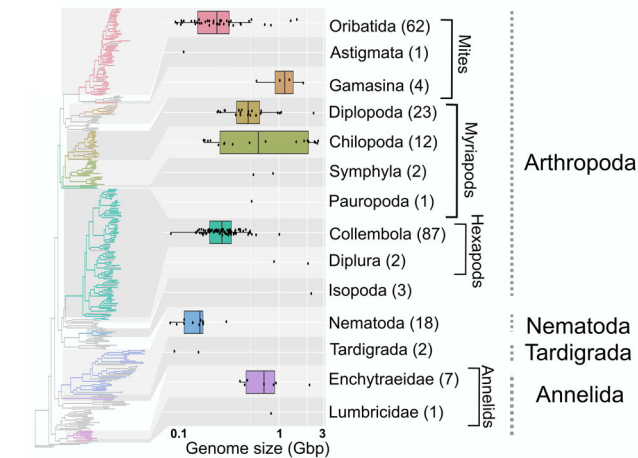 Oribatida (62)
Astigmata (1)
Gamasina (4)
Mites
Diplopoda (23)
Chilopoda (12)
Symphyla (2)
Pauropoda (1)
Myriapods
Collembola (87)
Diplura (2)
Hexapods
Isopoda (3)
Arthropoda
Nematoda (18)
Nematoda
Tardigrada (2)
Tardigrada
Enchytraeidae (7)
Lumbricidae (1)
Annelids
Annelida
0.1 1 3
Genome size (Gbp)